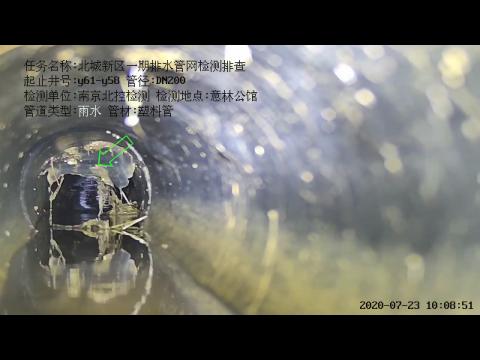 任务名称:北城新区一期排水管网检测排查
起止井号:y61-y58 管径:DN200
检测单位:南京北控检测 检测地点:意林公馆
管道类型:雨水 管材:塑料管
2020-07-23 10:08:51